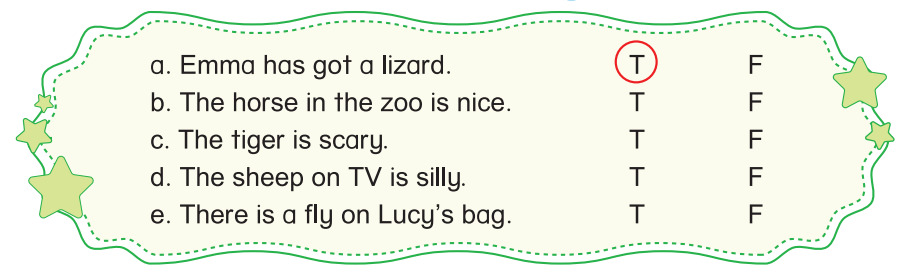 a. Emma has got a lizard. T F
b. The horse in the zoo is nice. T F
c. The tiger is scary. T F
d. The sheep on TV is silly. T F
e. There is a fly on Lucy's bag. T F